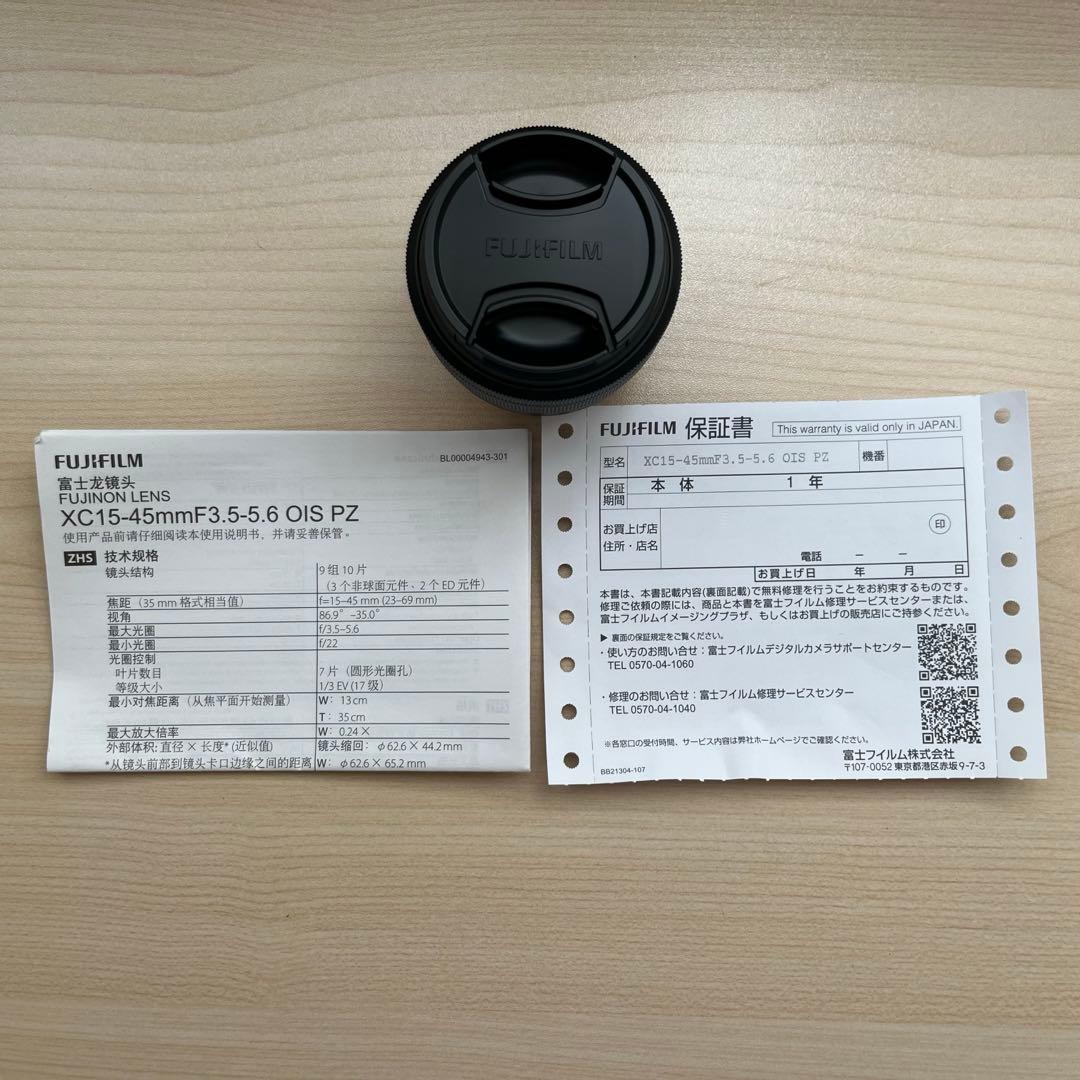 FUJIFILM
FUJIFILM
BL00004943-301
富士龙镜头
FUJINON LENS
XC15-45mmF3.5-5.6 OIS PZ
使用产品前请仔细阅读本使用说明书，并请妥善保管。
ZHS 技术规格
镜头结构 9 组 10 片
（3 个非球面元件、2 个 ED 元件）
焦距（35 mm 格式相当值） f=15–45 mm (23–69 mm)
视角 86.9° –35.0°
最大光圈 f/3.5–5.6
最小光圈 f/22
光圈控制
叶片数目 7 片（圆形光圈孔）
等级大小 1/3 EV (17 级)
最小对焦距离（从焦平面开始测量） W：13cm
T：35cm
最大放大倍率 W：0.24×
外部体积: 直径 × 长度* (近似值) 镜头缩回：φ62.6 × 44.2mm
*从镜头前部到镜头卡口边缘之间的距离 W：φ62.6 × 65.2mm
FUJIFILM 保証書 This warranty is valid only in JAPAN.
型名 XC15-45mmF3.5-5.6 OIS PZ 機番
保証期間 本体 1年
お買上げ店
住所・店名
印
電話 － －
お買上げ日 年 月 日
本書は、本書記載内容(裏面記載)で無料修理を行うことをお約束するものです。
修理ご依頼の際には、商品と本書を富士フイルム修理サービスセンターまたは、
富士フイルムイメージングプラザ、もしくはお買上げの販売店にご持参ください。
▶ 裏面の保証規定をご覧ください。
・使い方のお問い合せ：富士フイルムデジタルカメラサポートセンター
TEL 0570-04-1060
・修理のお問い合せ：富士フイルム修理サービスセンター
TEL 0570-04-1040
※各窓口の受付時間、サービス内容は弊社ホームページでご確認ください。
富士フイルム株式会社
BB21304-107
〒107-0052 東京都港区赤坂 9-7-3